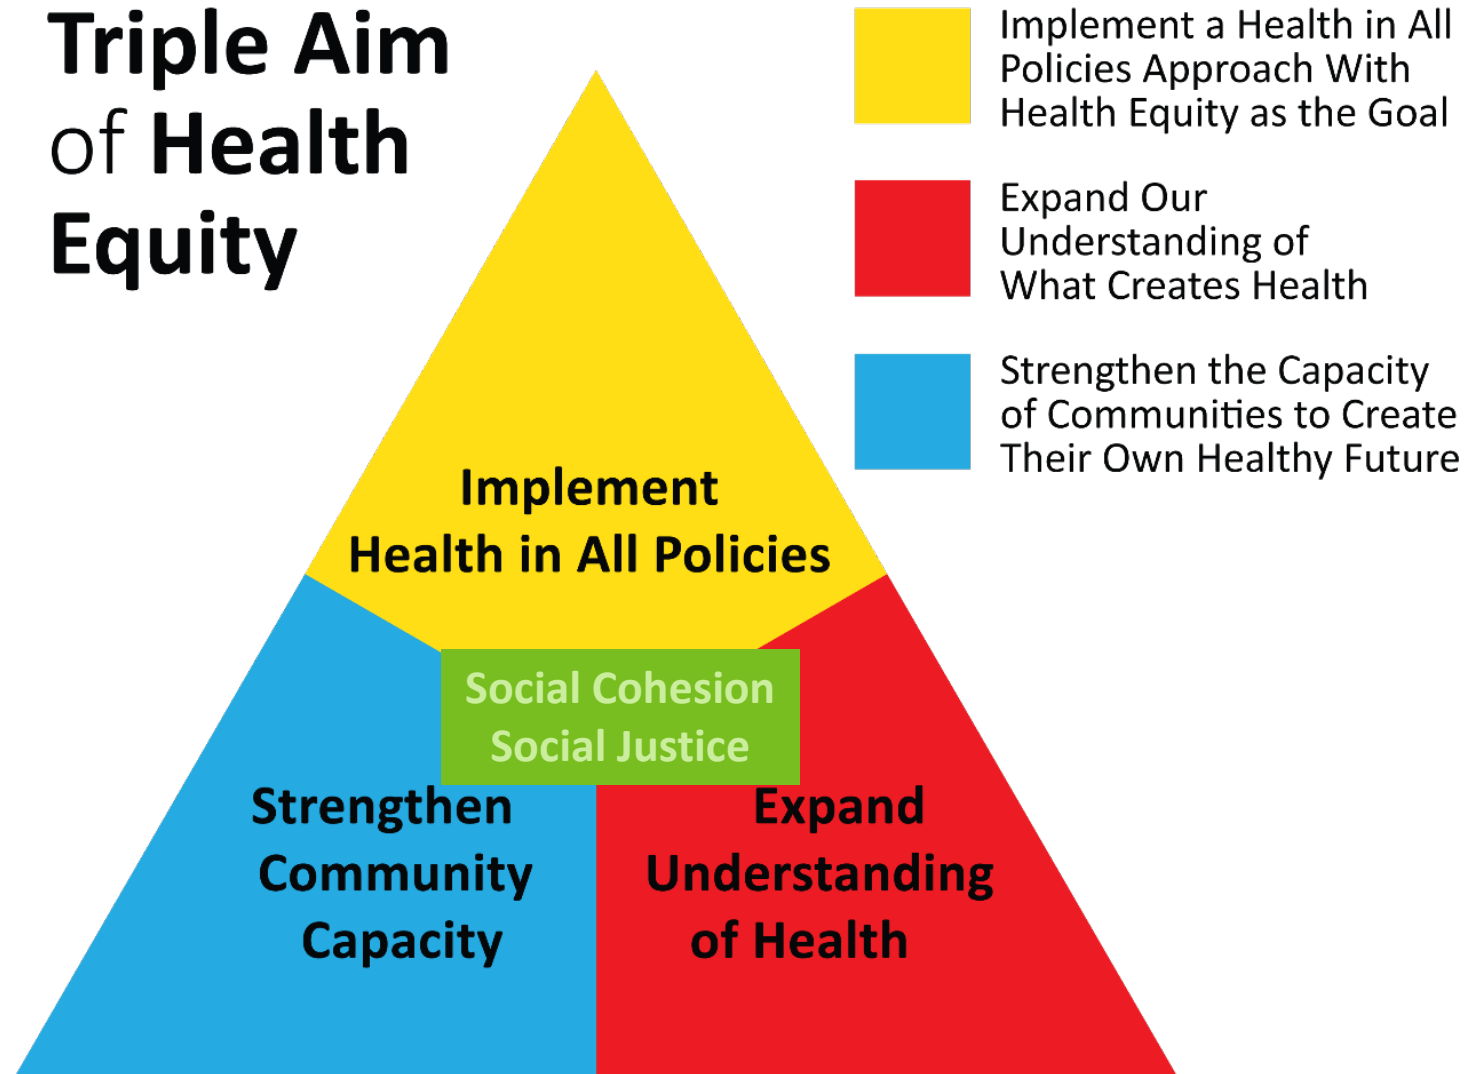 Triple Aim
of Health
Equity
Implement a Health in All
Policies Approach With
Health Equity as the Goal
Expand Our
Understanding of
What Creates Health
Strengthen the Capacity
of Communities to Create
Their Own Healthy Future
Implement
Health in All Policies
Social Cohesion
Social Justice
Strengthen
Community
Capacity
Expand
Understanding
of Health